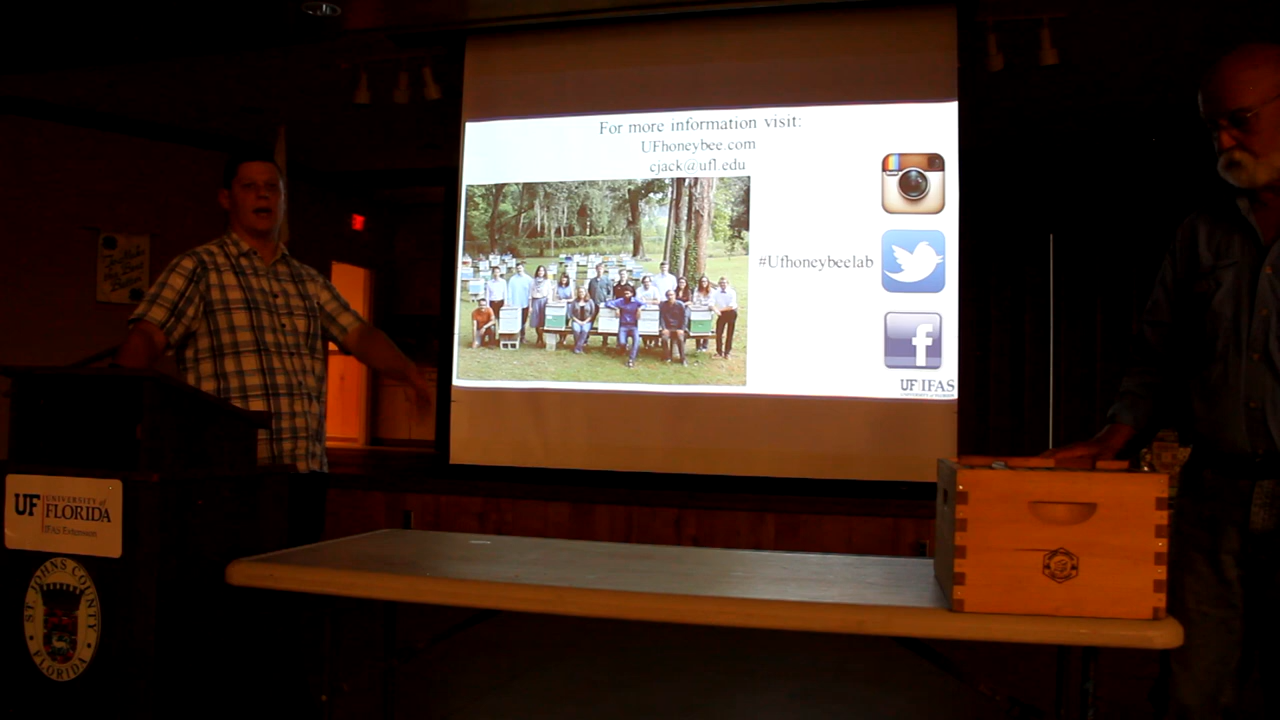 For more information visit:
UFhoneybee.com
cjack@ufl.edu
#Ufhoneybeelab
UF IFAS
UF UNIVERSITY of
FLORIDA
IFAS Extension
ST. JOHNS COUNTY
FLORIDA